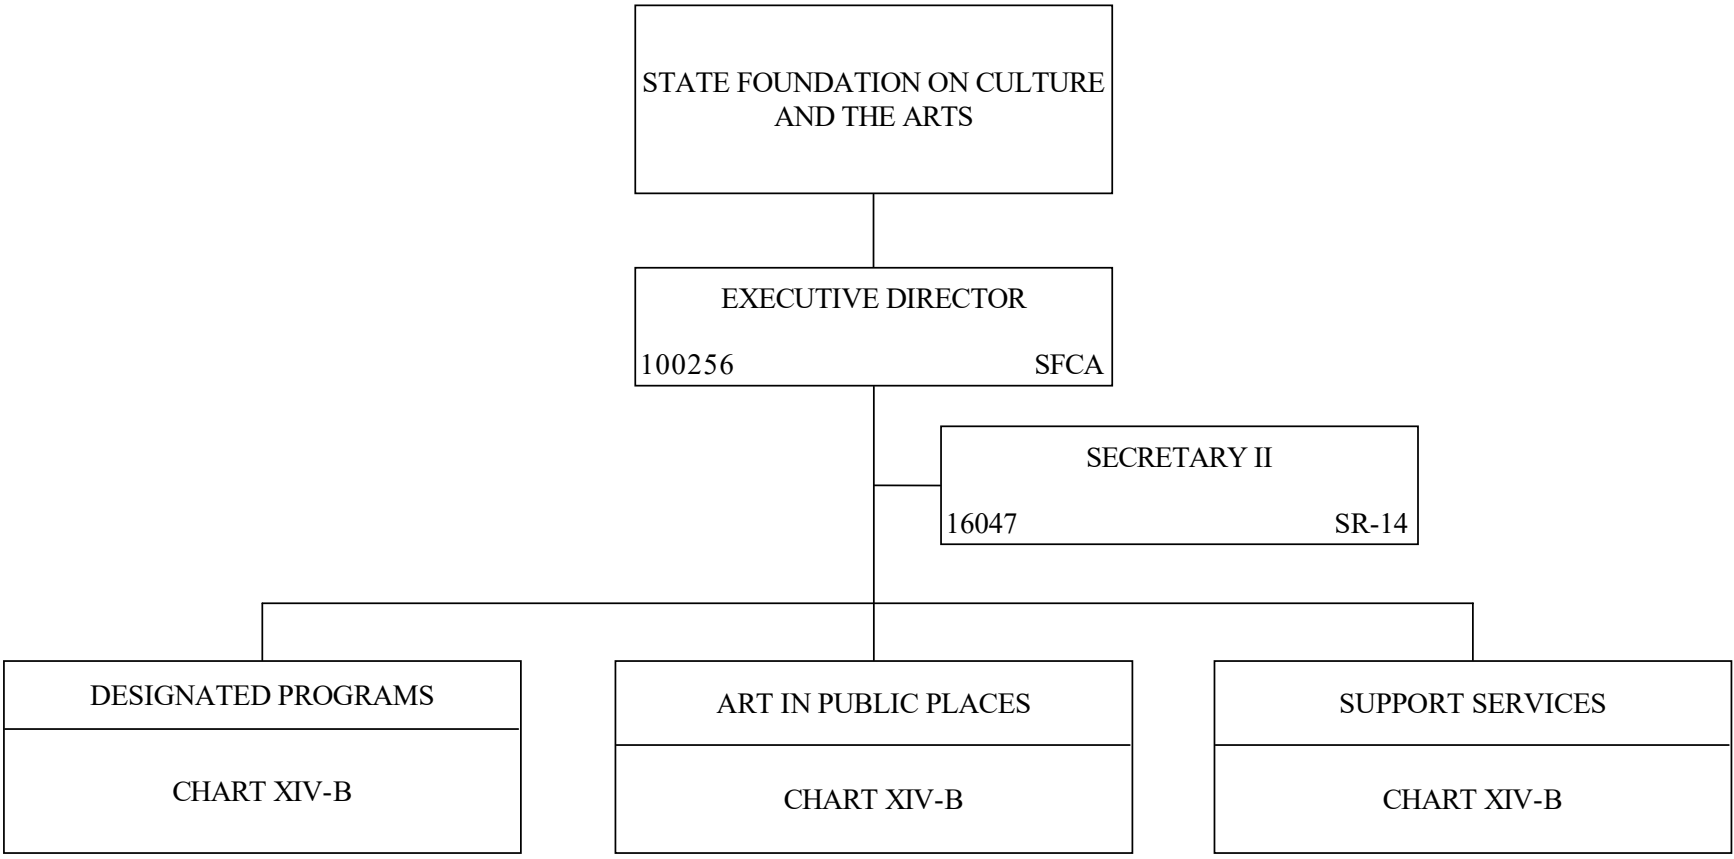 STATE FOUNDATION ON CULTURE
AND THE ARTS
EXECUTIVE DIRECTOR
100256 SFCA
SECRETARY II
16047 SR-14
DESIGNATED PROGRAMS
CHART XIV-B
ART IN PUBLIC PLACES
CHART XIV-B
SUPPORT SERVICES
CHART XIV-B